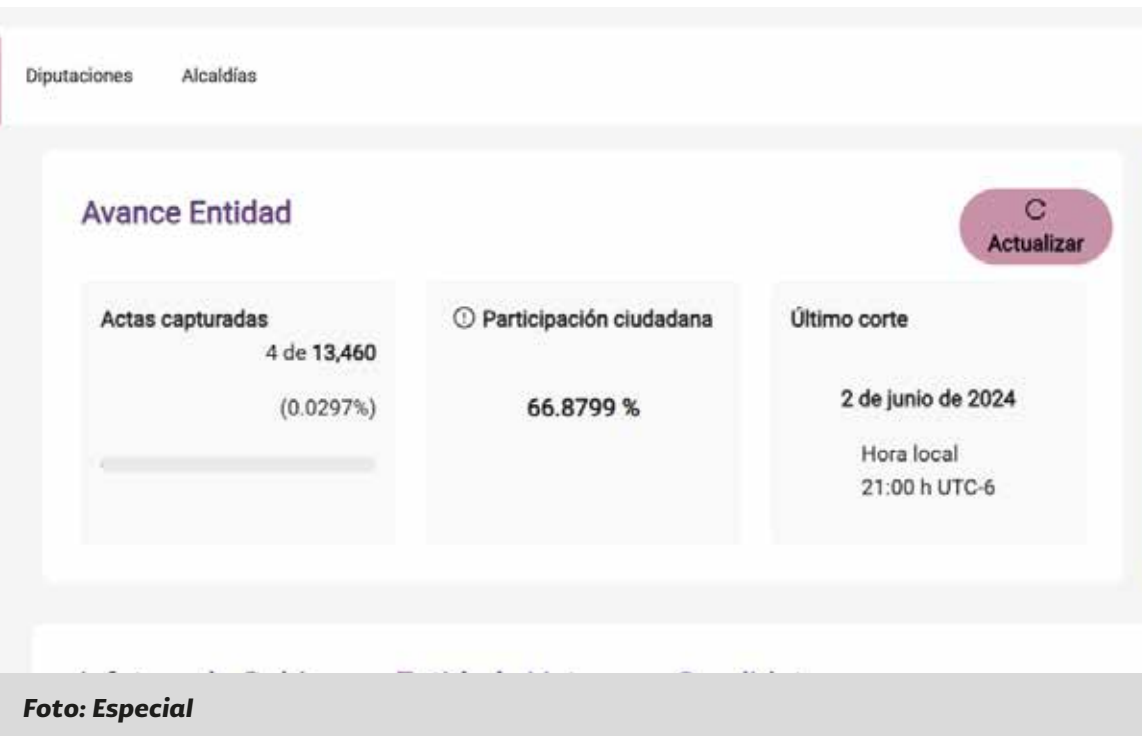 Diputaciones Alcaldías
Avance Entidad
Actualizar
Actas capturadas
4 de 13,460
(0.0297%)
Participación ciudadana
66.8799 %
Último corte
2 de junio de 2024
Hora local
21:00 h UTC-6
Foto: Especial